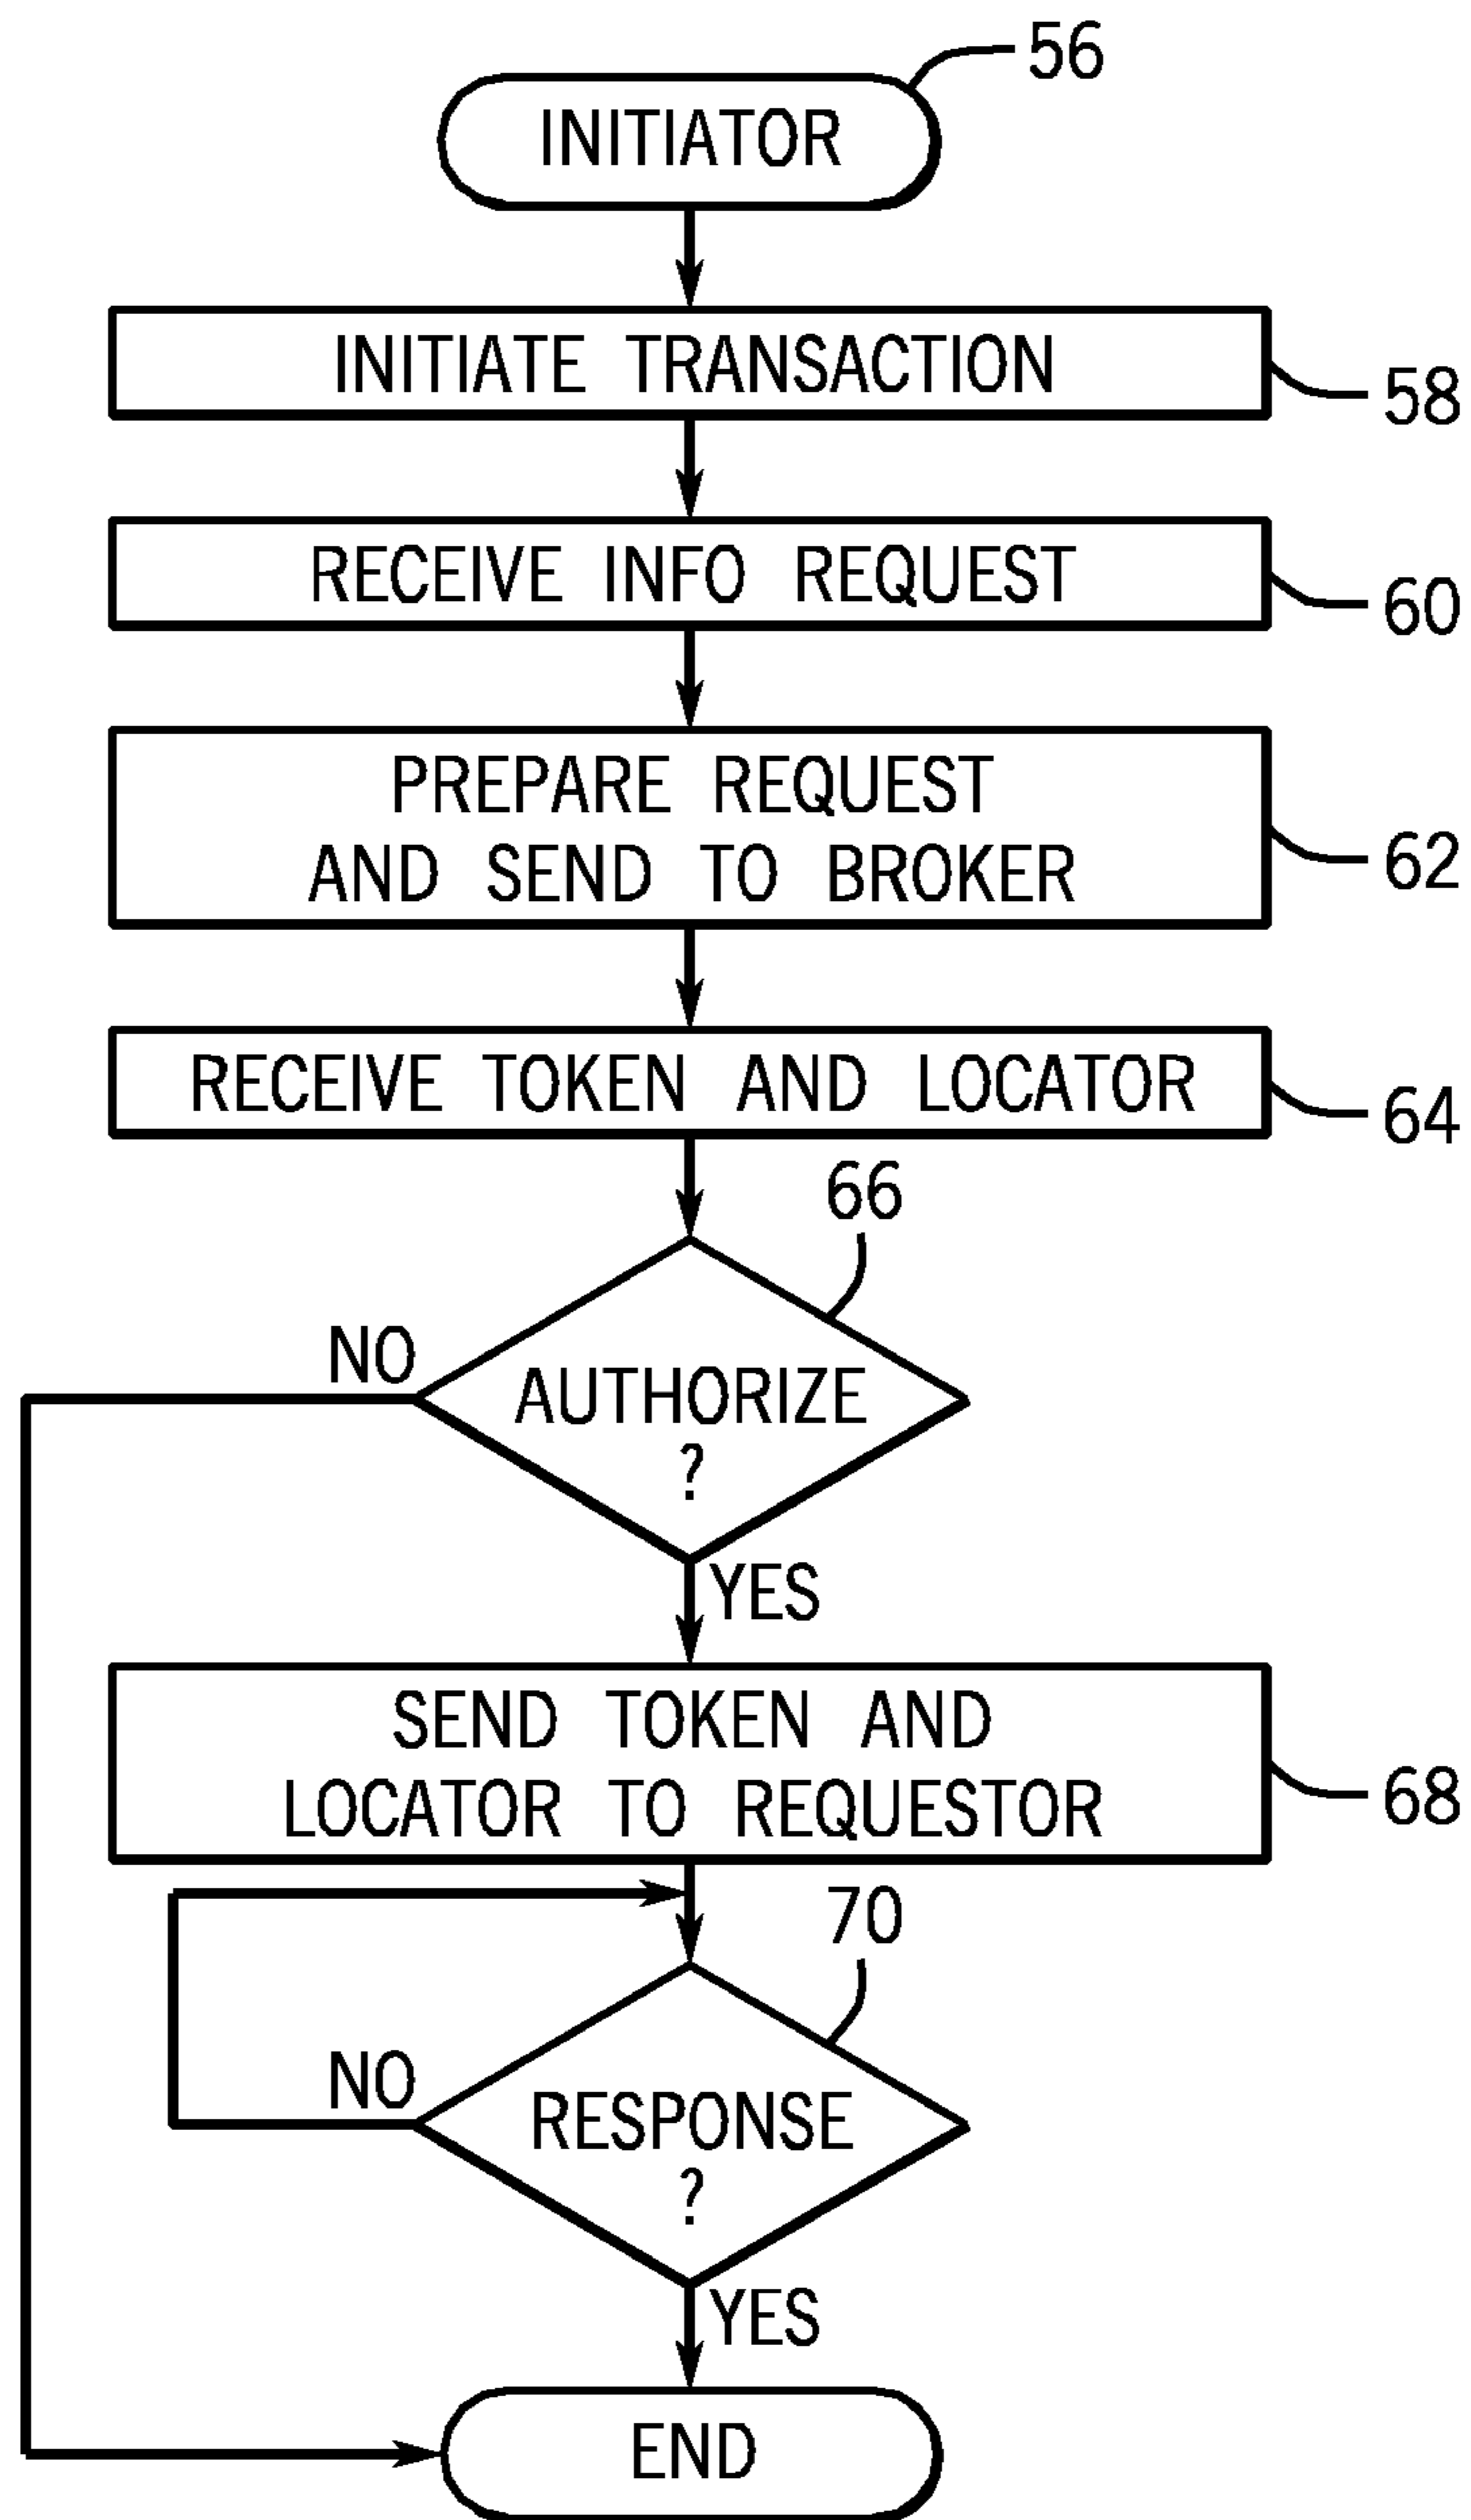 56
INITIATOR
INITIATE TRANSACTION
58
RECEIVE INFO REQUEST
60
PREPARE REQUEST
AND SEND TO BROKER
62
RECEIVE TOKEN AND LOCATOR
64
66
NO
AUTHORIZE
?
YES
SEND TOKEN AND
LOCATOR TO REQUESTOR
68
70
NO
RESPONSE
?
YES
END